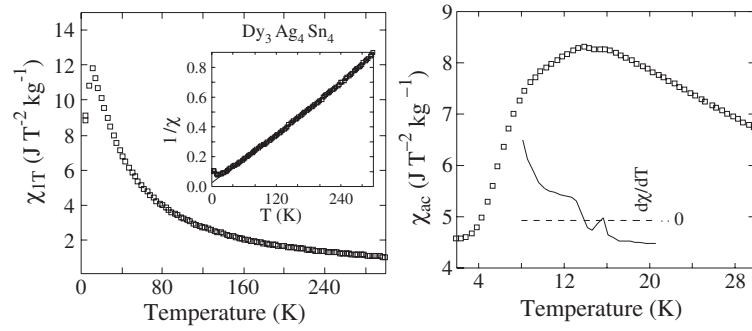 Dy3 Ag4 Sn4
χ1T (J T-2 kg-1)
14
12
10
8
6
4
2
0
0 80 160 240
Temperature (K)
1/χ
0.8
0.6
0.4
0.2
0.0
0 120 240
T (K)
χac (J T-2 kg-1)
9
8
7
6
5
4
4 12 20 28
Temperature (K)
dχ/dT
0